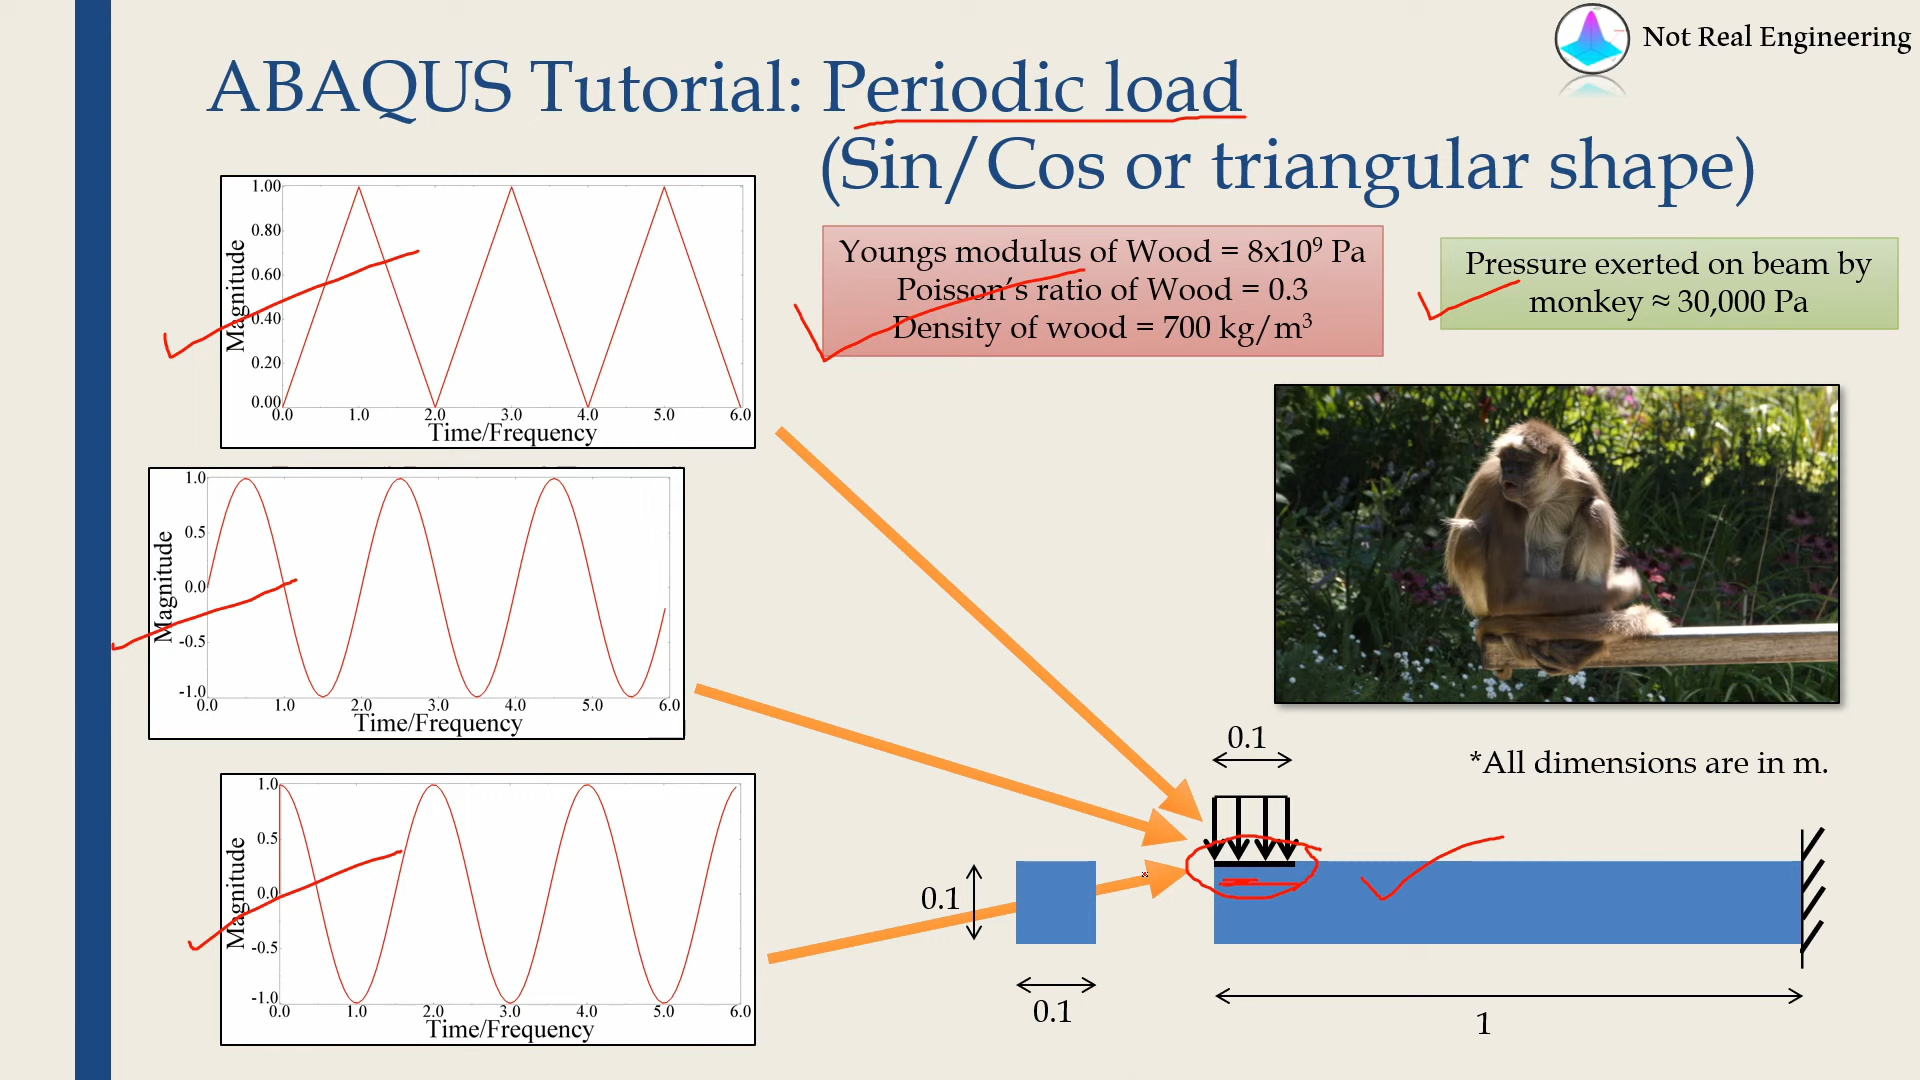 Not Real Engineering
ABAQUS Tutorial: Periodic load
(Sin/Cos or triangular shape)
1.00
0.80
0.60
0.40
0.20
0.00
Magnitude
0.0 1.0 2.0 3.0 4.0 5.0 6.0
Time/Frequency
Youngs modulus of Wood = 8x10⁹ Pa
Poisson's ratio of Wood = 0.3
Density of wood = 700 kg/m³
Pressure exerted on beam by
monkey ≈ 30,000 Pa
1.0
0.5
0.0
-0.5
-1.0
Magnitude
0.0 1.0 2.0 3.0 4.0 5.0 6.0
Time/Frequency
1.0
0.5
0.0
-0.5
-1.0
Magnitude
0.0 1.0 2.0 3.0 4.0 5.0 6.0
Time/Frequency
0.1
*All dimensions are in m.
0.1
0.1
1